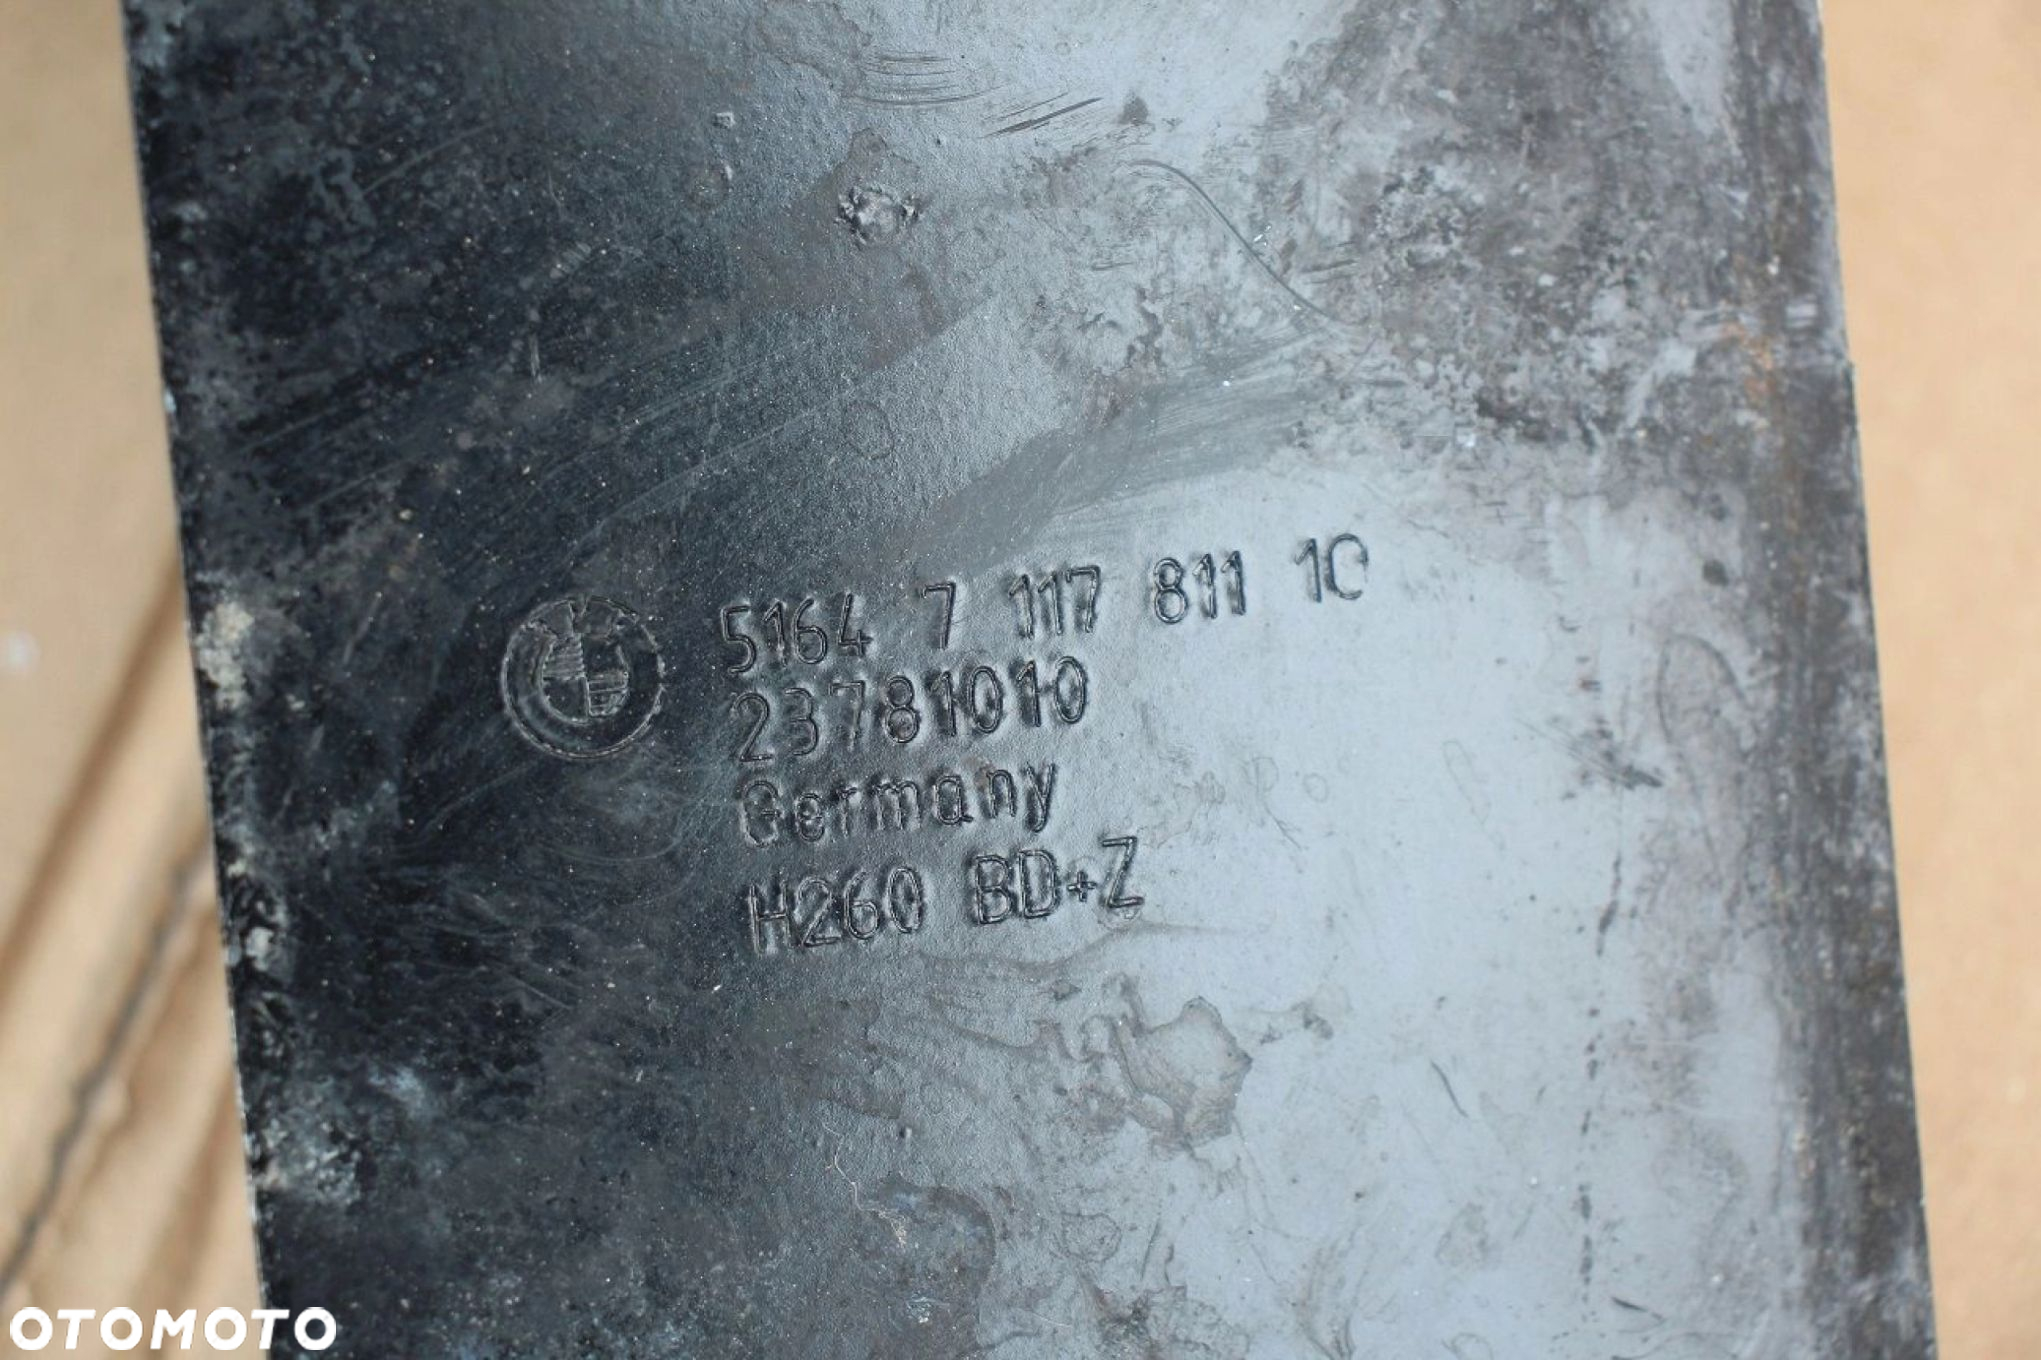 5164 7 117 811 10
23781010
Germany
H260 BD+Z
OTOMOTO